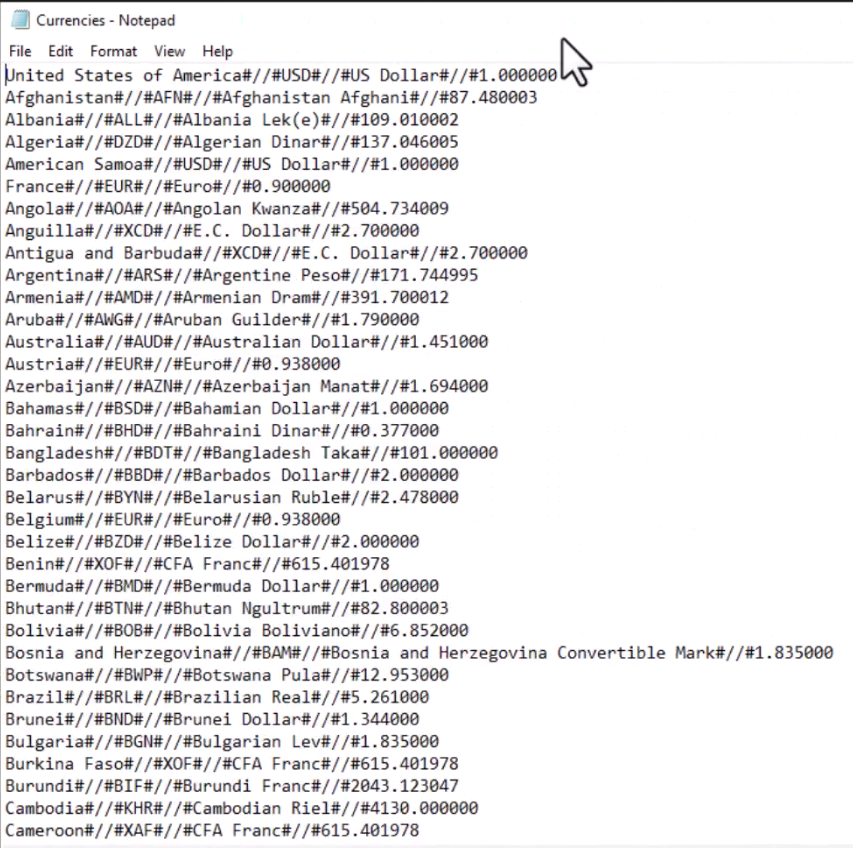 Currencies - Notepad
File Edit Format View Help
United States of America#//#USD#//#US Dollar#//#1.000000
Afghanistan#//#AFN#//#Afghanistan Afghani#//#87.480003
Albania#//#ALL#//#Albania Lek(e)#//#109.010002
Algeria#//#DZD#//#Algerian Dinar#//#137.046005
American Samoa#//#USD#//#US Dollar#//#1.000000
France#//#EUR#//#Euro#//#0.900000
Angola#//#AOA#//#Angolan Kwanza#//#504.734009
Anguilla#//#XCD#//#E.C. Dollar#//#2.700000
Antigua and Barbuda#//#XCD#//#E.C. Dollar#//#2.700000
Argentina#//#ARS#//#Argentine Peso#//#171.744995
Armenia#//#AMD#//#Armenian Dram#//#391.700012
Aruba#//#AWG#//#Aruban Guilder#//#1.790000
Australia#//#AUD#//#Australian Dollar#//#1.451000
Austria#//#EUR#//#Euro#//#0.938000
Azerbaijan#//#AZN#//#Azerbaijan Manat#//#1.694000
Bahamas#//#BSD#//#Bahamian Dollar#//#1.000000
Bahrain#//#BHD#//#Bahraini Dinar#//#0.377000
Bangladesh#//#BDT#//#Bangladesh Taka#//#101.000000
Barbados#//#BBD#//#Barbados Dollar#//#2.000000
Belarus#//#BYN#//#Belarusian Ruble#//#2.478000
Belgium#//#EUR#//#Euro#//#0.938000
Belize#//#BZD#//#Belize Dollar#//#2.000000
Benin#//#XOF#//#CFA Franc#//#615.401978
Bermuda#//#BMD#//#Bermuda Dollar#//#1.000000
Bhutan#//#BTN#//#Bhutan Ngultrum#//#82.800003
Bolivia#//#BOB#//#Bolivia Boliviano#//#6.852000
Bosnia and Herzegovina#//#BAM#//#Bosnia and Herzegovina Convertible Mark#//#1.835000
Botswana#//#BWP#//#Botswana Pula#//#12.953000
Brazil#//#BRL#//#Brazilian Real#//#5.261000
Brunei#//#BND#//#Brunei Dollar#//#1.344000
Bulgaria#//#BGN#//#Bulgarian Lev#//#1.835000
Burkina Faso#//#XOF#//#CFA Franc#//#615.401978
Burundi#//#BIF#//#Burundi Franc#//#2043.123047
Cambodia#//#KHR#//#Cambodian Riel#//#4130.000000
Cameroon#//#XAF#//#CFA Franc#//#615.401978